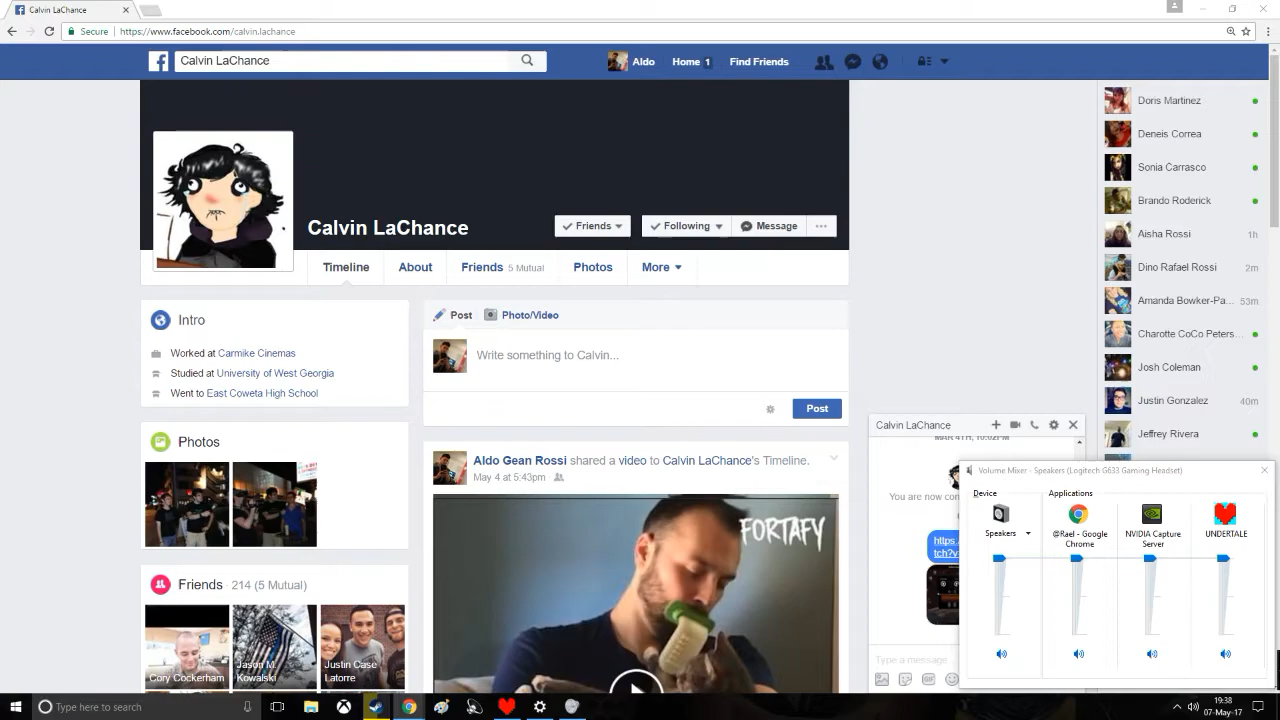 Calvin LaChance
Secure
https://www.facebook.com/calvin.lachance
Calvin LaChance
Aldo
Home 1
Find Friends
Calvin LaChance
Friends
Following
Message
Timeline
About
Friends 5 Mutual
Photos
More
Intro
Worked at Carmike Cinemas
Studied at University of West Georgia
Went to East Coweta High School
Photos
Friends 214 (5 Mutual)
Cory Cockerham
Jason M.
Kowalski
Justin Case
Latorre
Post
Photo/Video
Write something to Calvin...
Post
Aldo Gean Rossi shared a video to Calvin LaChance's Timeline.
May 4 at 5:43pm
FORTAFY
Doris Martinez
Deneis Correa
Sonia Carrasco
Brando Roderick
Aisha Rossi 1h
Dino Rafael Rossi 2m
Amanda Bowker-Pa... 53m
Charotte CoCo Peters...
Josh Coleman
Justin Gonzalez 40m
Jeffrey Rivera
Calvin LaChance
MAR 4TH, 10:02PM
You are now con
https.
tch?v
Type a message
Volume Mixer - Speakers (Logitech G633 Gaming Headset)
Device
Applications
Speakers
@Rael - Google
Chrome
NVIDIA Capture
Server
UNDERTALE
Type here to search
19:38
07-May-17